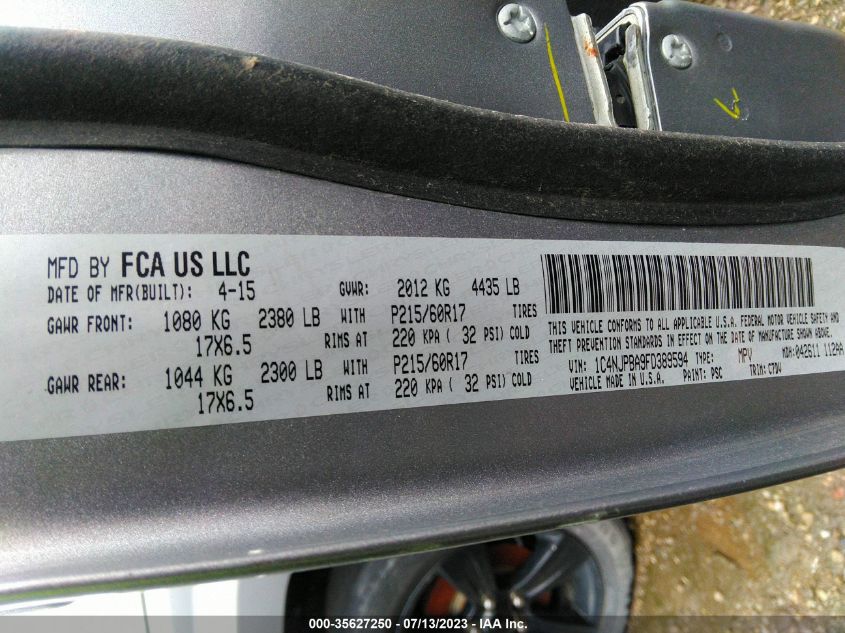 MFD BY FCA US LLC
DATE OF MFR(BUILT): 4-15 GVWR: 2012 KG 4435 LB
GAWR FRONT: 1080 KG 2380 LB WITH P215/60R17 TIRES
17X6.5 RIMS AT 220 KPA ( 32 PSI) COLD
GAWR REAR: 1044 KG 2300 LB WITH P215/60R17 TIRES
17X6.5 RIMS AT 220 KPA ( 32 PSI) COLD
THIS VEHICLE CONFORMS TO ALL APPLICABLE U.S.A. FEDERAL MOTOR VEHICLE SAFETY AND
THEFT PREVENTION STANDARDS IN EFFECT ON THE DATE OF MANUFACTURE SHOWN ABOVE.
VIN: 1C4NJPBA9FD389594 TYPE: MPV MDH: 042611 112AA
VEHICLE MADE IN U.S.A. PAINT: PSC TRIM: C7DV
000-35627250 - 07/13/2023 - IAA Inc.